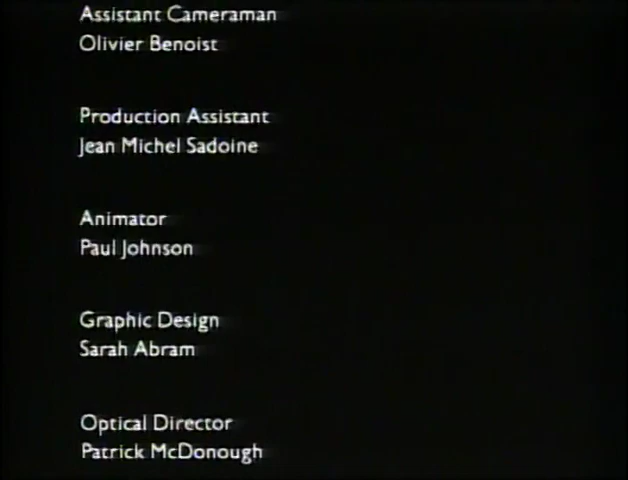 Assistant Cameraman
Olivier Benoist
Production Assistant
Jean Michel Sadoine
Animator
Paul Johnson
Graphic Design
Sarah Abram
Optical Director
Patrick McDonough